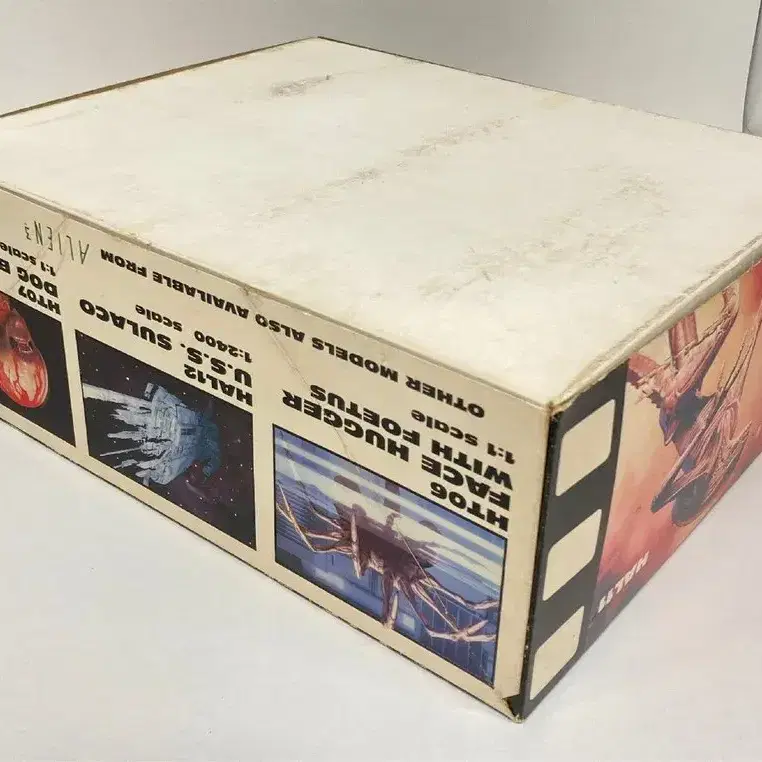 HT06
FACE HUGGER
WITH FOETUS
1:1 scale
HAL12
U.S.S. SULACO
1:2400 scale
HT07
DOG B
1:1 scale
OTHER MODELS ALSO AVAILABLE FROM ALIEN³
HAL13